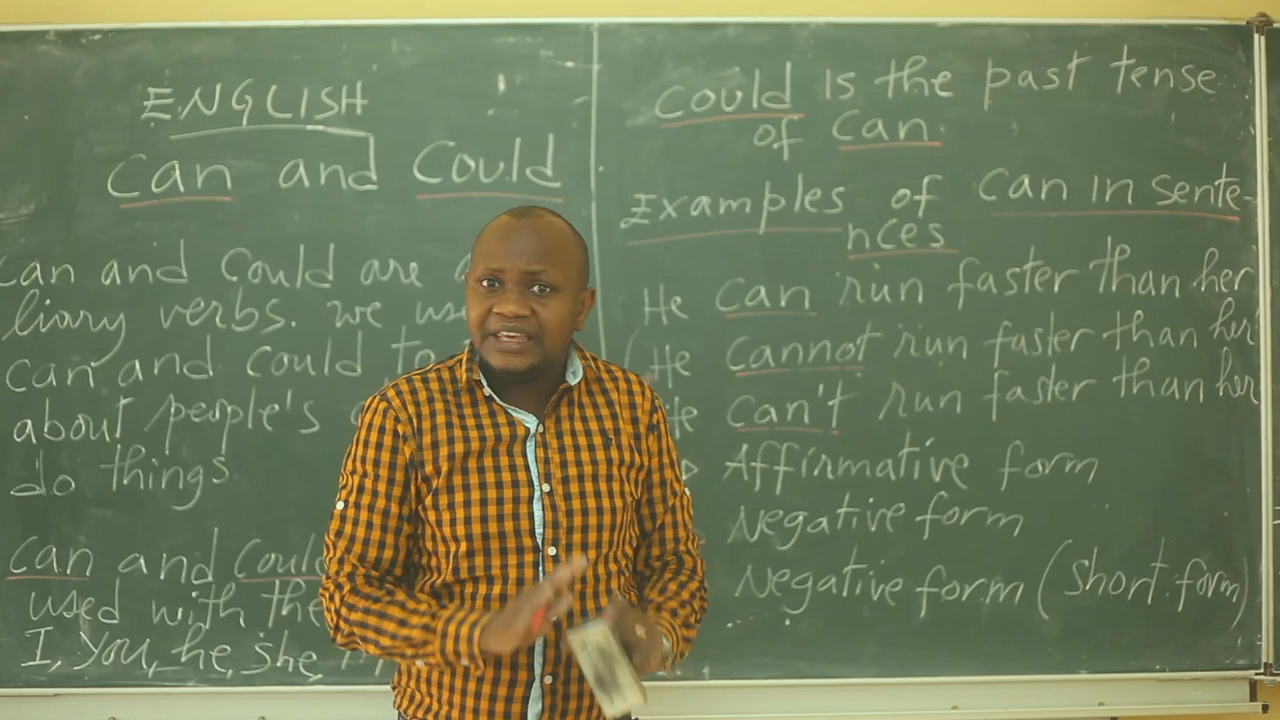 ENGLISH
can and Could
can and Could are
liary verbs. we
can and could to
about people's
do things
can and Could
used with the
I, You, he, she
Could is the past tense
of Can.
Examples of Can in Sente-
nces
He Can run faster than her
He Cannot run faster than her
He Can't run faster than her
Affirmative form
Negative form
Negative form (Short form)